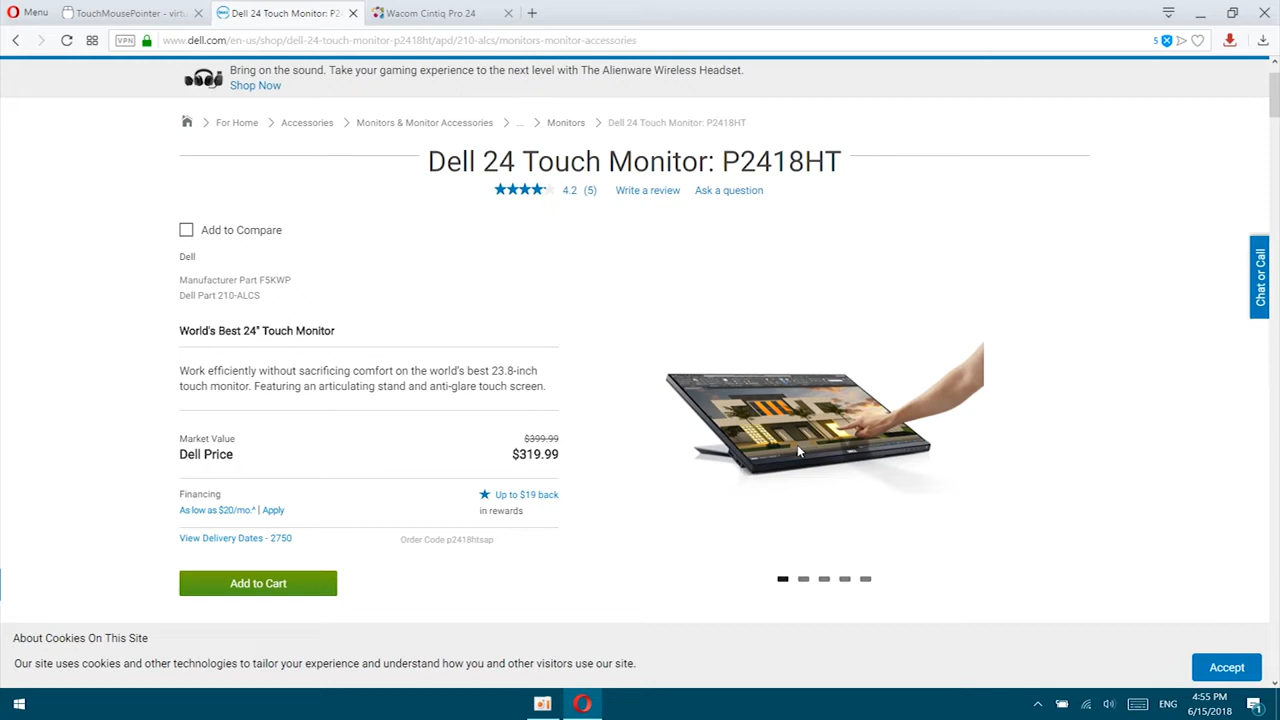 Menu
TouchMousePointer - virtu
Dell 24 Touch Monitor: P2
Wacom Cintiq Pro 24
VPN
www.dell.com/en-us/shop/dell-24-touch-monitor-p2418ht/apd/210-alcs/monitors-monitor-accessories
5
Bring on the sound. Take your gaming experience to the next level with The Alienware Wireless Headset.
Shop Now
For Home
Accessories
Monitors & Monitor Accessories
...
Monitors
Dell 24 Touch Monitor: P2418HT
Dell 24 Touch Monitor: P2418HT
4.2 (5) Write a review Ask a question
Add to Compare
Dell
Manufacturer Part F5KWP
Dell Part 210-ALCS
World's Best 24" Touch Monitor
Work efficiently without sacrificing comfort on the world's best 23.8-inch
touch monitor. Featuring an articulating stand and anti-glare touch screen.
Market Value $399.99
Dell Price $319.99
Financing Up to $19 back
As low as $20/mo.^ | Apply in rewards
View Delivery Dates - 2750 Order Code p2418htsap
Add to Cart
Chat or Call
About Cookies On This Site
Our site uses cookies and other technologies to tailor your experience and understand how you and other visitors use our site.
Accept
ENG
4:55 PM
6/15/2018
1